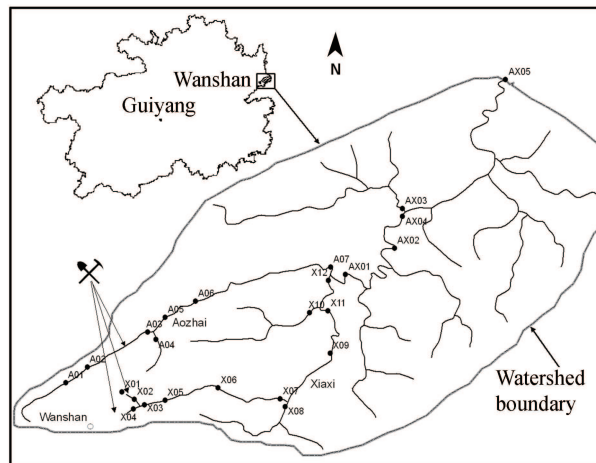 AX05
Wanshan
Guiyang
N
AX03
AX04
AX02
A07
AX01
X12
A06
X10
X11
A05
Aozhai
A03
A04
X09
A02
A01
X01
X02
X06
Xiaxi
X05
X07
X03
X04
X08
Wanshan
Watershed
boundary